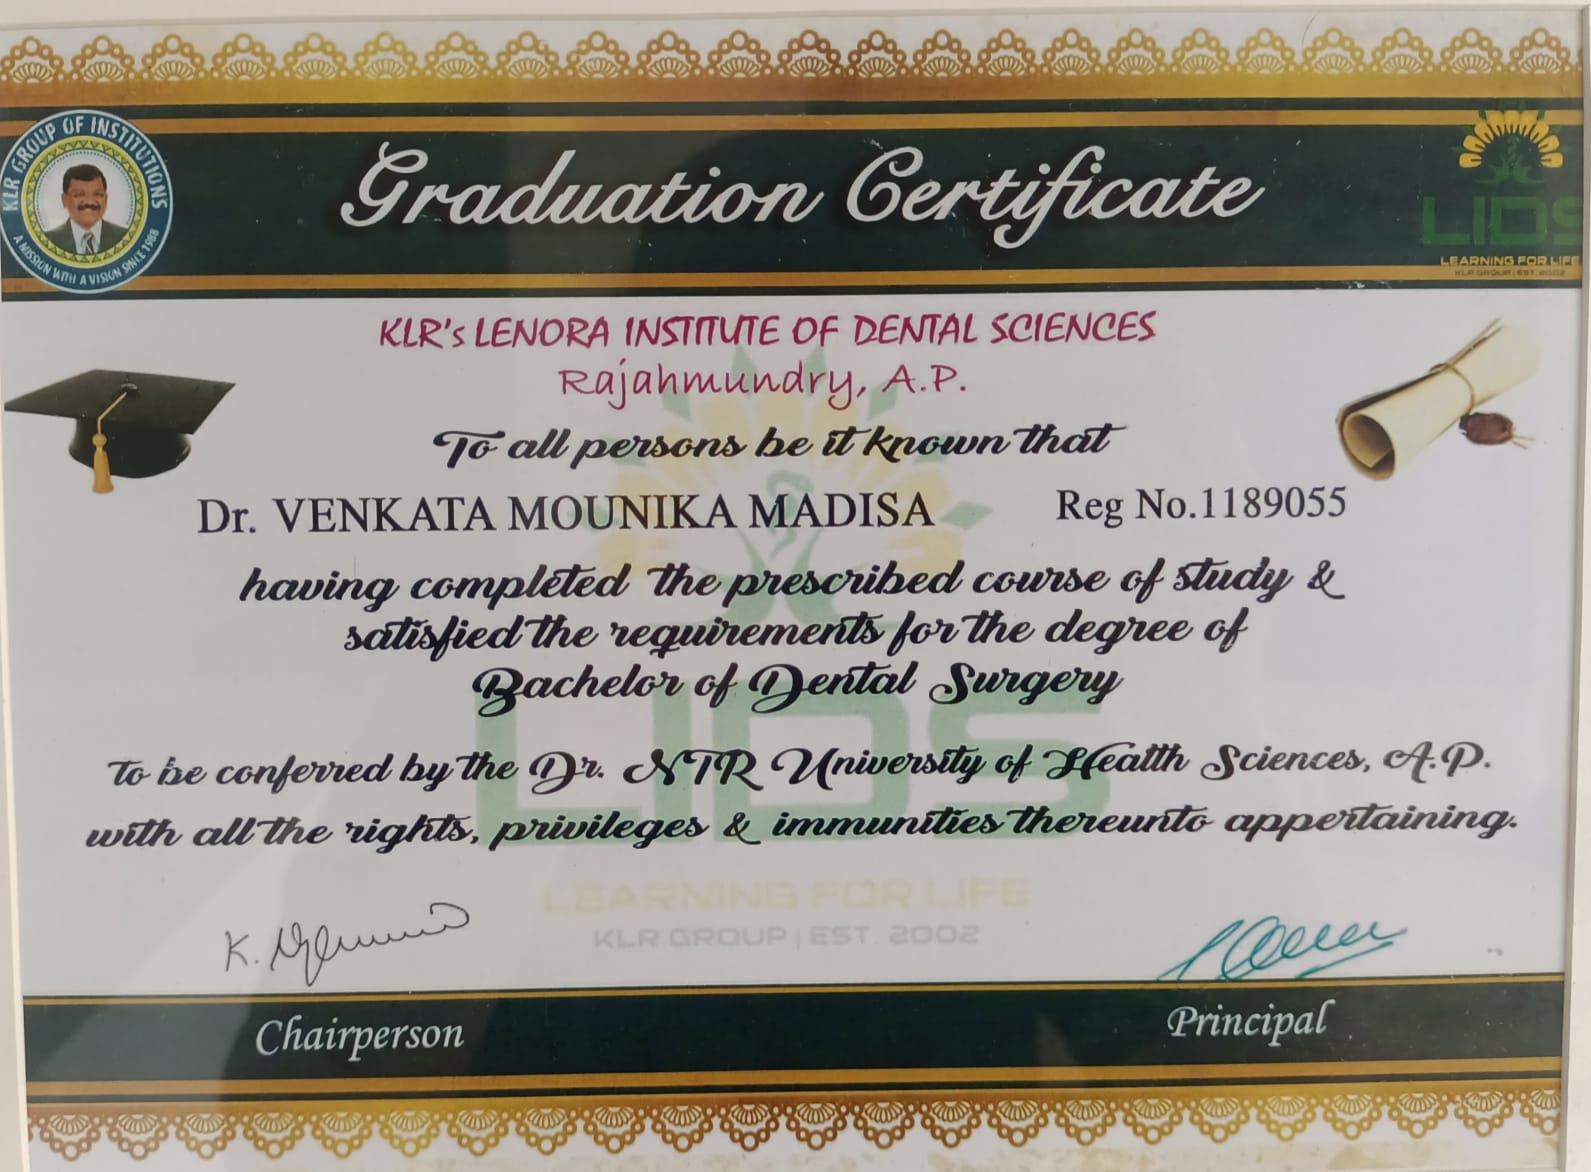 KLR GROUP OF INSTITUTIONS
A MISSION WITH A VISION SINCE 1988
Graduation Certificate
LIDS
LEARNING FOR LIFE
KLR GROUP | EST. 2002
KLR's LENORA INSTITUTE OF DENTAL SCIENCES
Rajahmundry, A.P.
To all persons be it known that
Dr. VENKATA MOUNIKA MADISA Reg No.1189055
having completed the prescribed course of study &
satisfied the requirements for the degree of
Bachelor of Dental Surgery
LIDS
to be conferred by the Dr. NTR University of Health Sciences, A.P.
with all the rights, privileges & immunities thereunto appertaining.
LEARNING FOR LIFE
KLR GROUP | EST. 2002
K.
Chairperson Principal